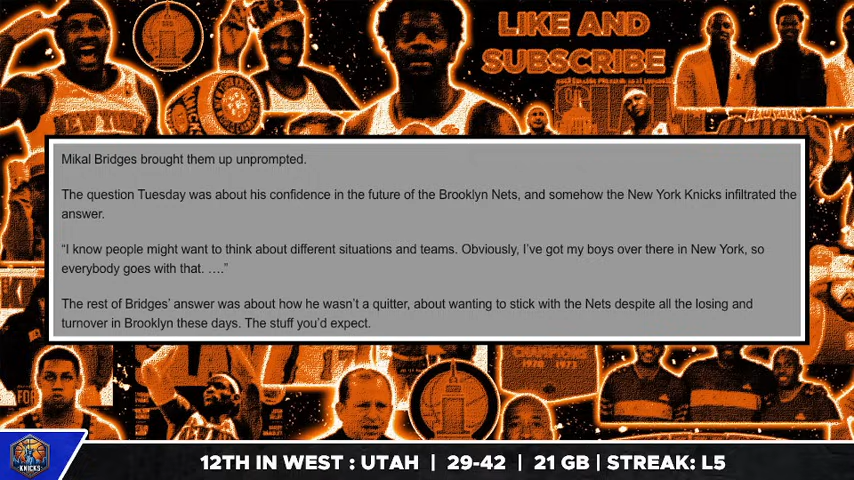 LIKE AND
SUBSCRIBE
Mikal Bridges brought them up unprompted.
The question Tuesday was about his confidence in the future of the Brooklyn Nets, and somehow the New York Knicks infiltrated the
answer.
“I know people might want to think about different situations and teams. Obviously, I’ve got my boys over there in New York, so
everybody goes with that. ….”
The rest of Bridges’ answer was about how he wasn’t a quitter, about wanting to stick with the Nets despite all the losing and
turnover in Brooklyn these days. The stuff you’d expect.
CHAMPIONS
1970 1973
KNICKS
12TH IN WEST : UTAH | 29-42 | 21 GB | STREAK: L5